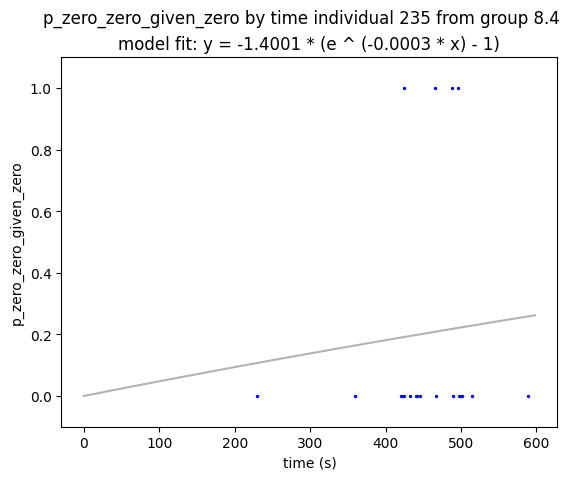 p_zero_zero_given_zero by time individual 235 from group 8.4
model fit: y = -1.4001 * (e ^ (-0.0003 * x) - 1)
1.0
0.8
0.6
0.4
0.2
0.0
p_zero_zero_given_zero
0 100 200 300 400 500 600
time (s)